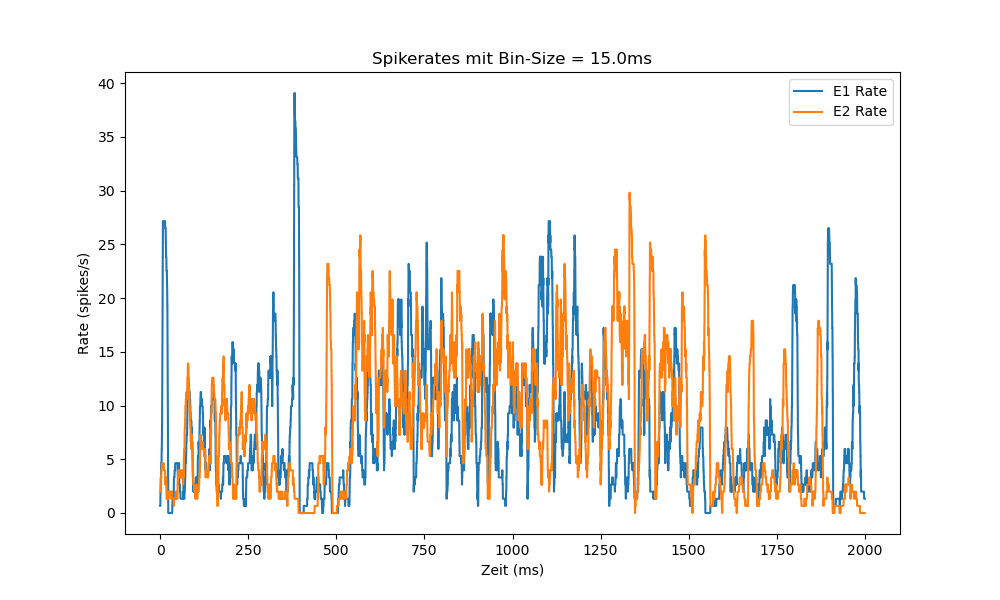 Spikerates mit Bin-Size = 15.0ms
E1 Rate
E2 Rate
Rate (spikes/s)
40
35
30
25
20
15
10
5
0
0 250 500 750 1000 1250 1500 1750 2000
Zeit (ms)